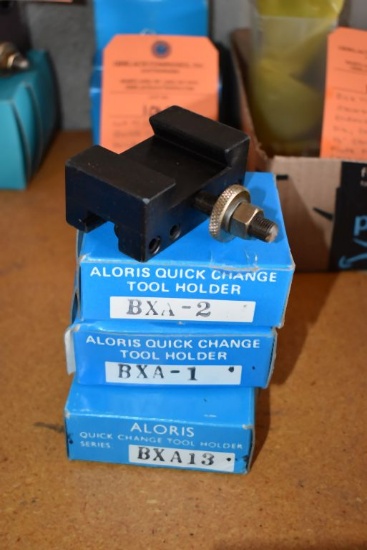 ALORIS QUICK CHANGE
TOOL HOLDER
BXA-2
ALORIS QUICK CHANGE
TOOL HOLDER
BXA-1
ALORIS
QUICK CHANGE TOOL HOLDER
SERIES
BXA13